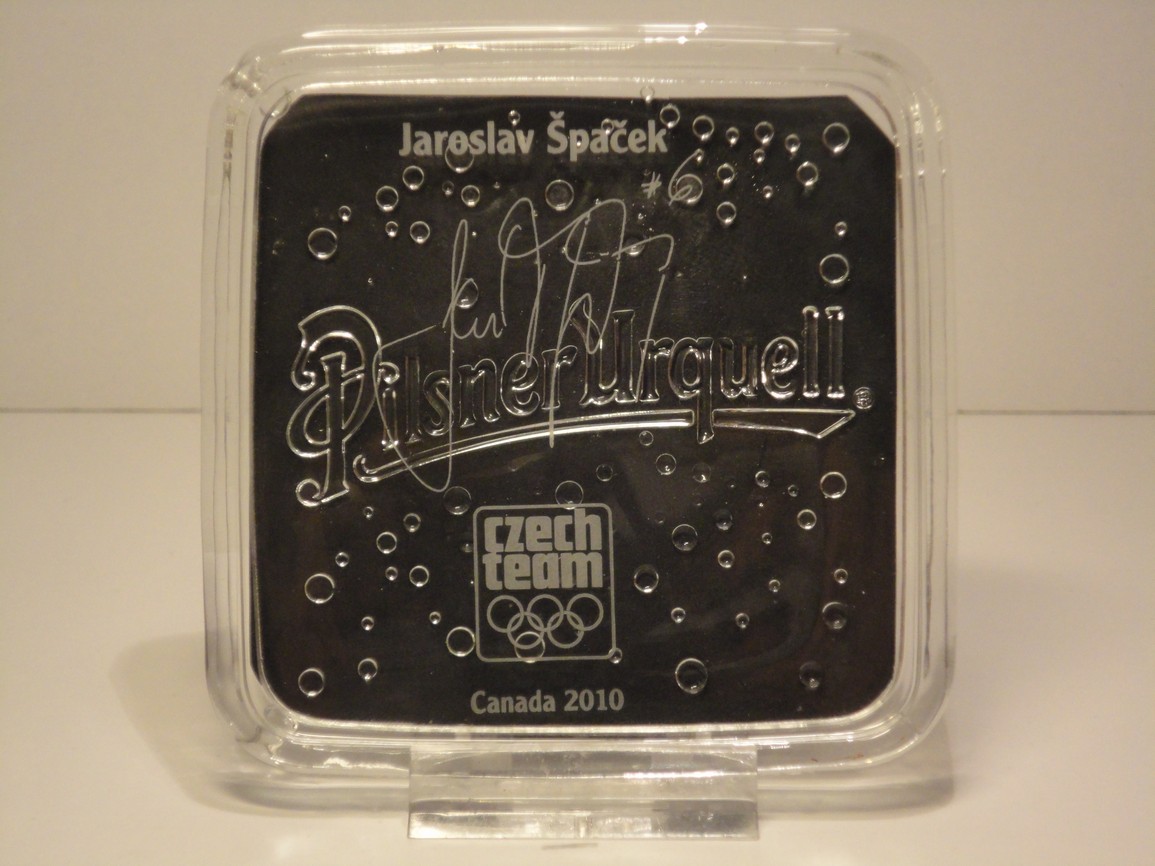 Jaroslav Špaček
#6
Pilsner Urquell
czech
team
Canada 2010